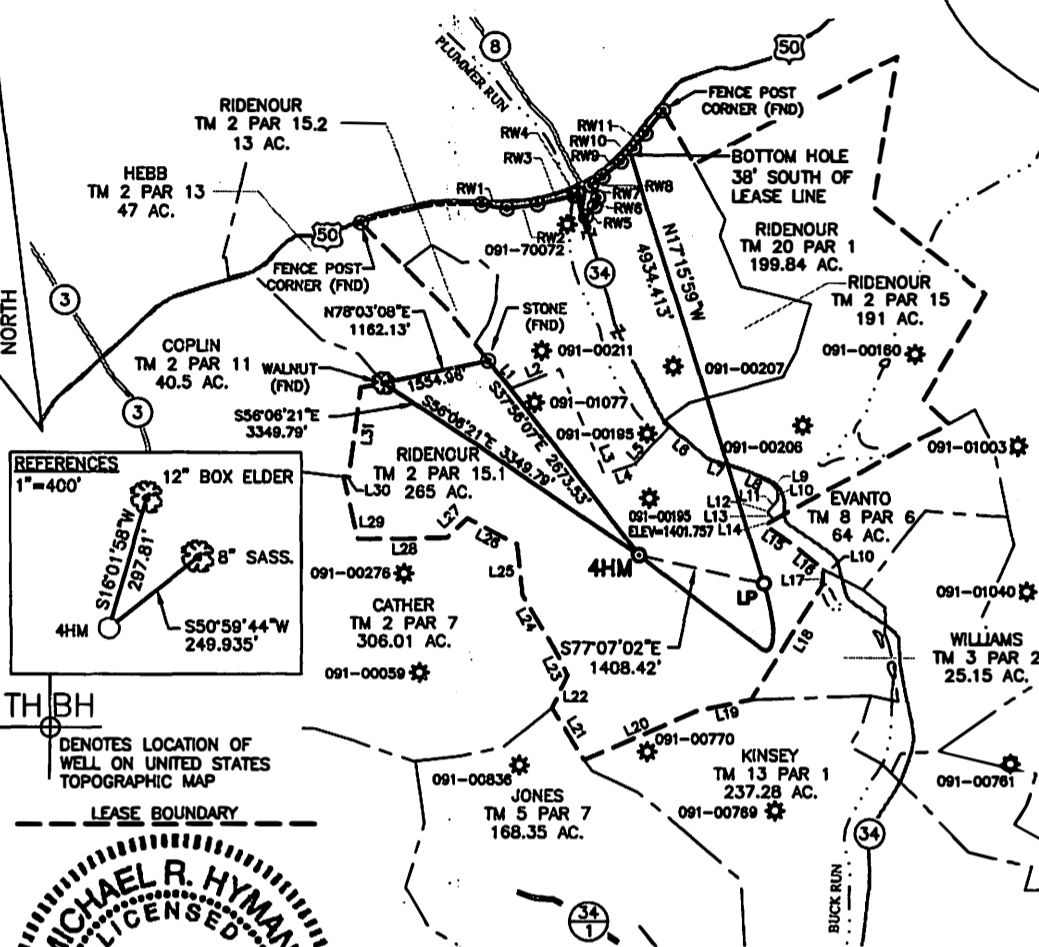 8
50
PLUMMER RUN
FENCE POST
CORNER (FND)
RIDENOUR
TM 2 PAR 15.2
13 AC.
RW11
RW10
RW9
RW4
RW3
BOTTOM HOLE
38' SOUTH OF
LEASE LINE
HEBB
TM 2 PAR 13
47 AC.
RW1
RW8
RW7
RW6
RW5
RW2
091-70072
50
FENCE POST
CORNER (FND)
34
N17°15'59"W
4934.413'
RIDENOUR
TM 20 PAR 1
199.84 AC.
RIDENOUR
TM 2 PAR 15
191 AC.
NORTH
3
N78°03'08"E
1162.13'
STONE
(FND)
COPLIN
TM 2 PAR 11
40.5 AC.
WALNUT
(FND)
1554.68'
L1
L2
091-00211
091-00207
091-00160
3
S56°06'21"E
3349.79'
S56°06'21"E 3349.79'
S37°56'07"E 2673.53'
091-01077
091-00195
091-00206
091-01003
L31
L3
L4
L5
L6
L7
L8
L9
L10
L11
L12
L13
L14
RIDENOUR
TM 2 PAR 15.1
265 AC.
REFERENCES
1"=400'
12" BOX ELDER
S16°01'58"W
297.81'
8" SASS.
4HM
S50°59'44"W
249.935'
L30
L29
L28
L27
L26
L25
091-00195
ELEV=1401.757
EVANTO
TM 8 PAR 6
64 AC.
L15
L16
L10
L17
L18
4HM
LP
091-00276
CATHER
TM 2 PAR 7
306.01 AC.
L24
S77°07'02"E
1408.42'
091-01040
WILLIAMS
TM 3 PAR 2
25.15 AC.
091-00059
L23
L22
L21
L20
L19
TH BH
DENOTES LOCATION OF
WELL ON UNITED STATES
TOPOGRAPHIC MAP
LEASE BOUNDARY
091-00770
091-00836
JONES
TM 5 PAR 7
168.35 AC.
KINSEY
TM 13 PAR 1
237.28 AC.
091-00769
091-00761
34
BUCK RUN
34
1
MICHAEL R. HYMAN
LICENSED